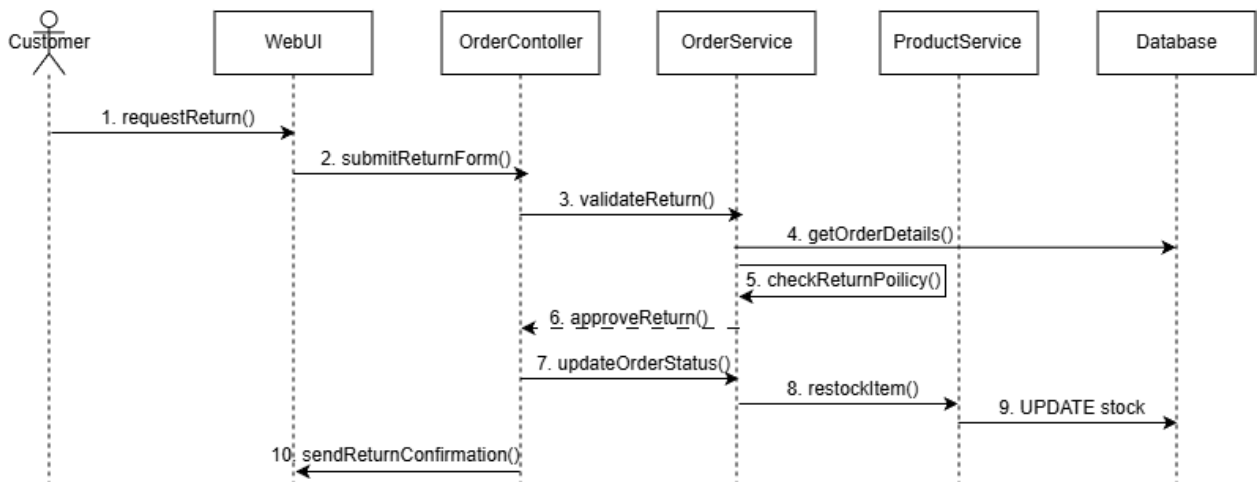 Customer
WebUI
OrderContoller
OrderService
ProductService
Database
1. requestReturn()
2. submitReturnForm()
3. validateReturn()
4. getOrderDetails()
5. checkReturnPoilicy()
6. approveReturn()
7. updateOrderStatus()
8. restockItem()
9. UPDATE stock
10. sendReturnConfirmation()